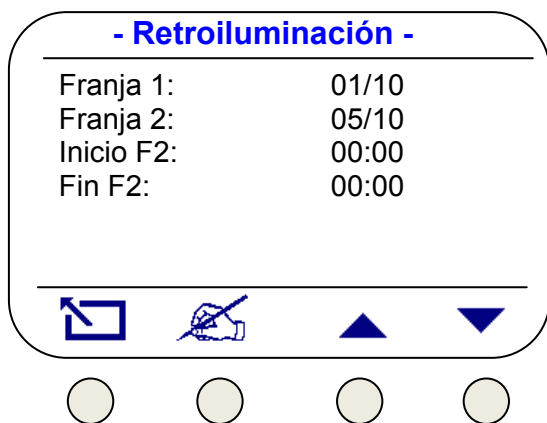 - Retroiluminación -
Franja 1: 01/10
Franja 2: 05/10
Inicio F2: 00:00
Fin F2: 00:00